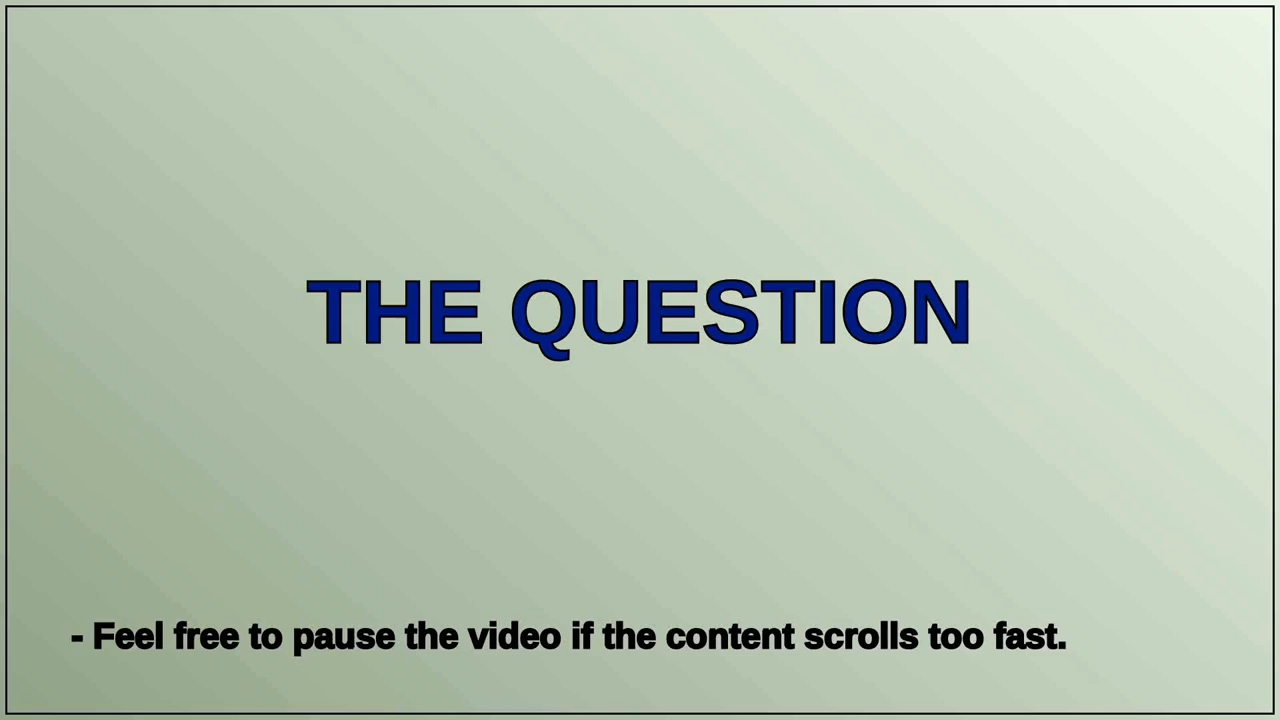 THE QUESTION
- Feel free to pause the video if the content scrolls too fast.